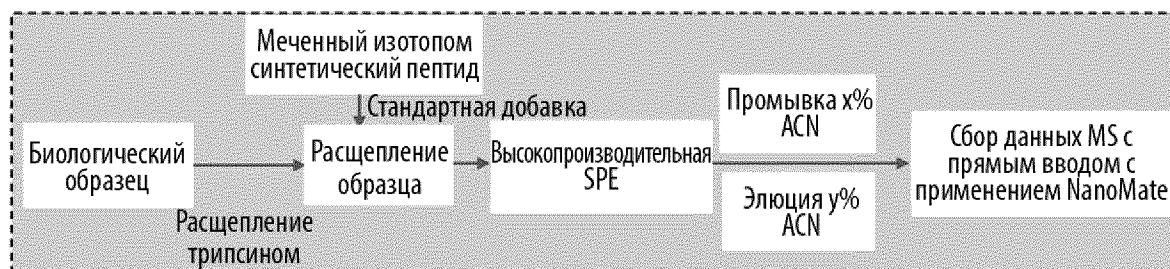 Меченный изотопом
синтетический пептид
Стандартная добавка
Биологический
образец
Расщепление
трипсином
Расщепление
образца
Высокопроизводительная
SPE
Промывка x%
ACN
Элюция y%
ACN
Сбор данных MS с
прямым вводом с
применением NanoMate